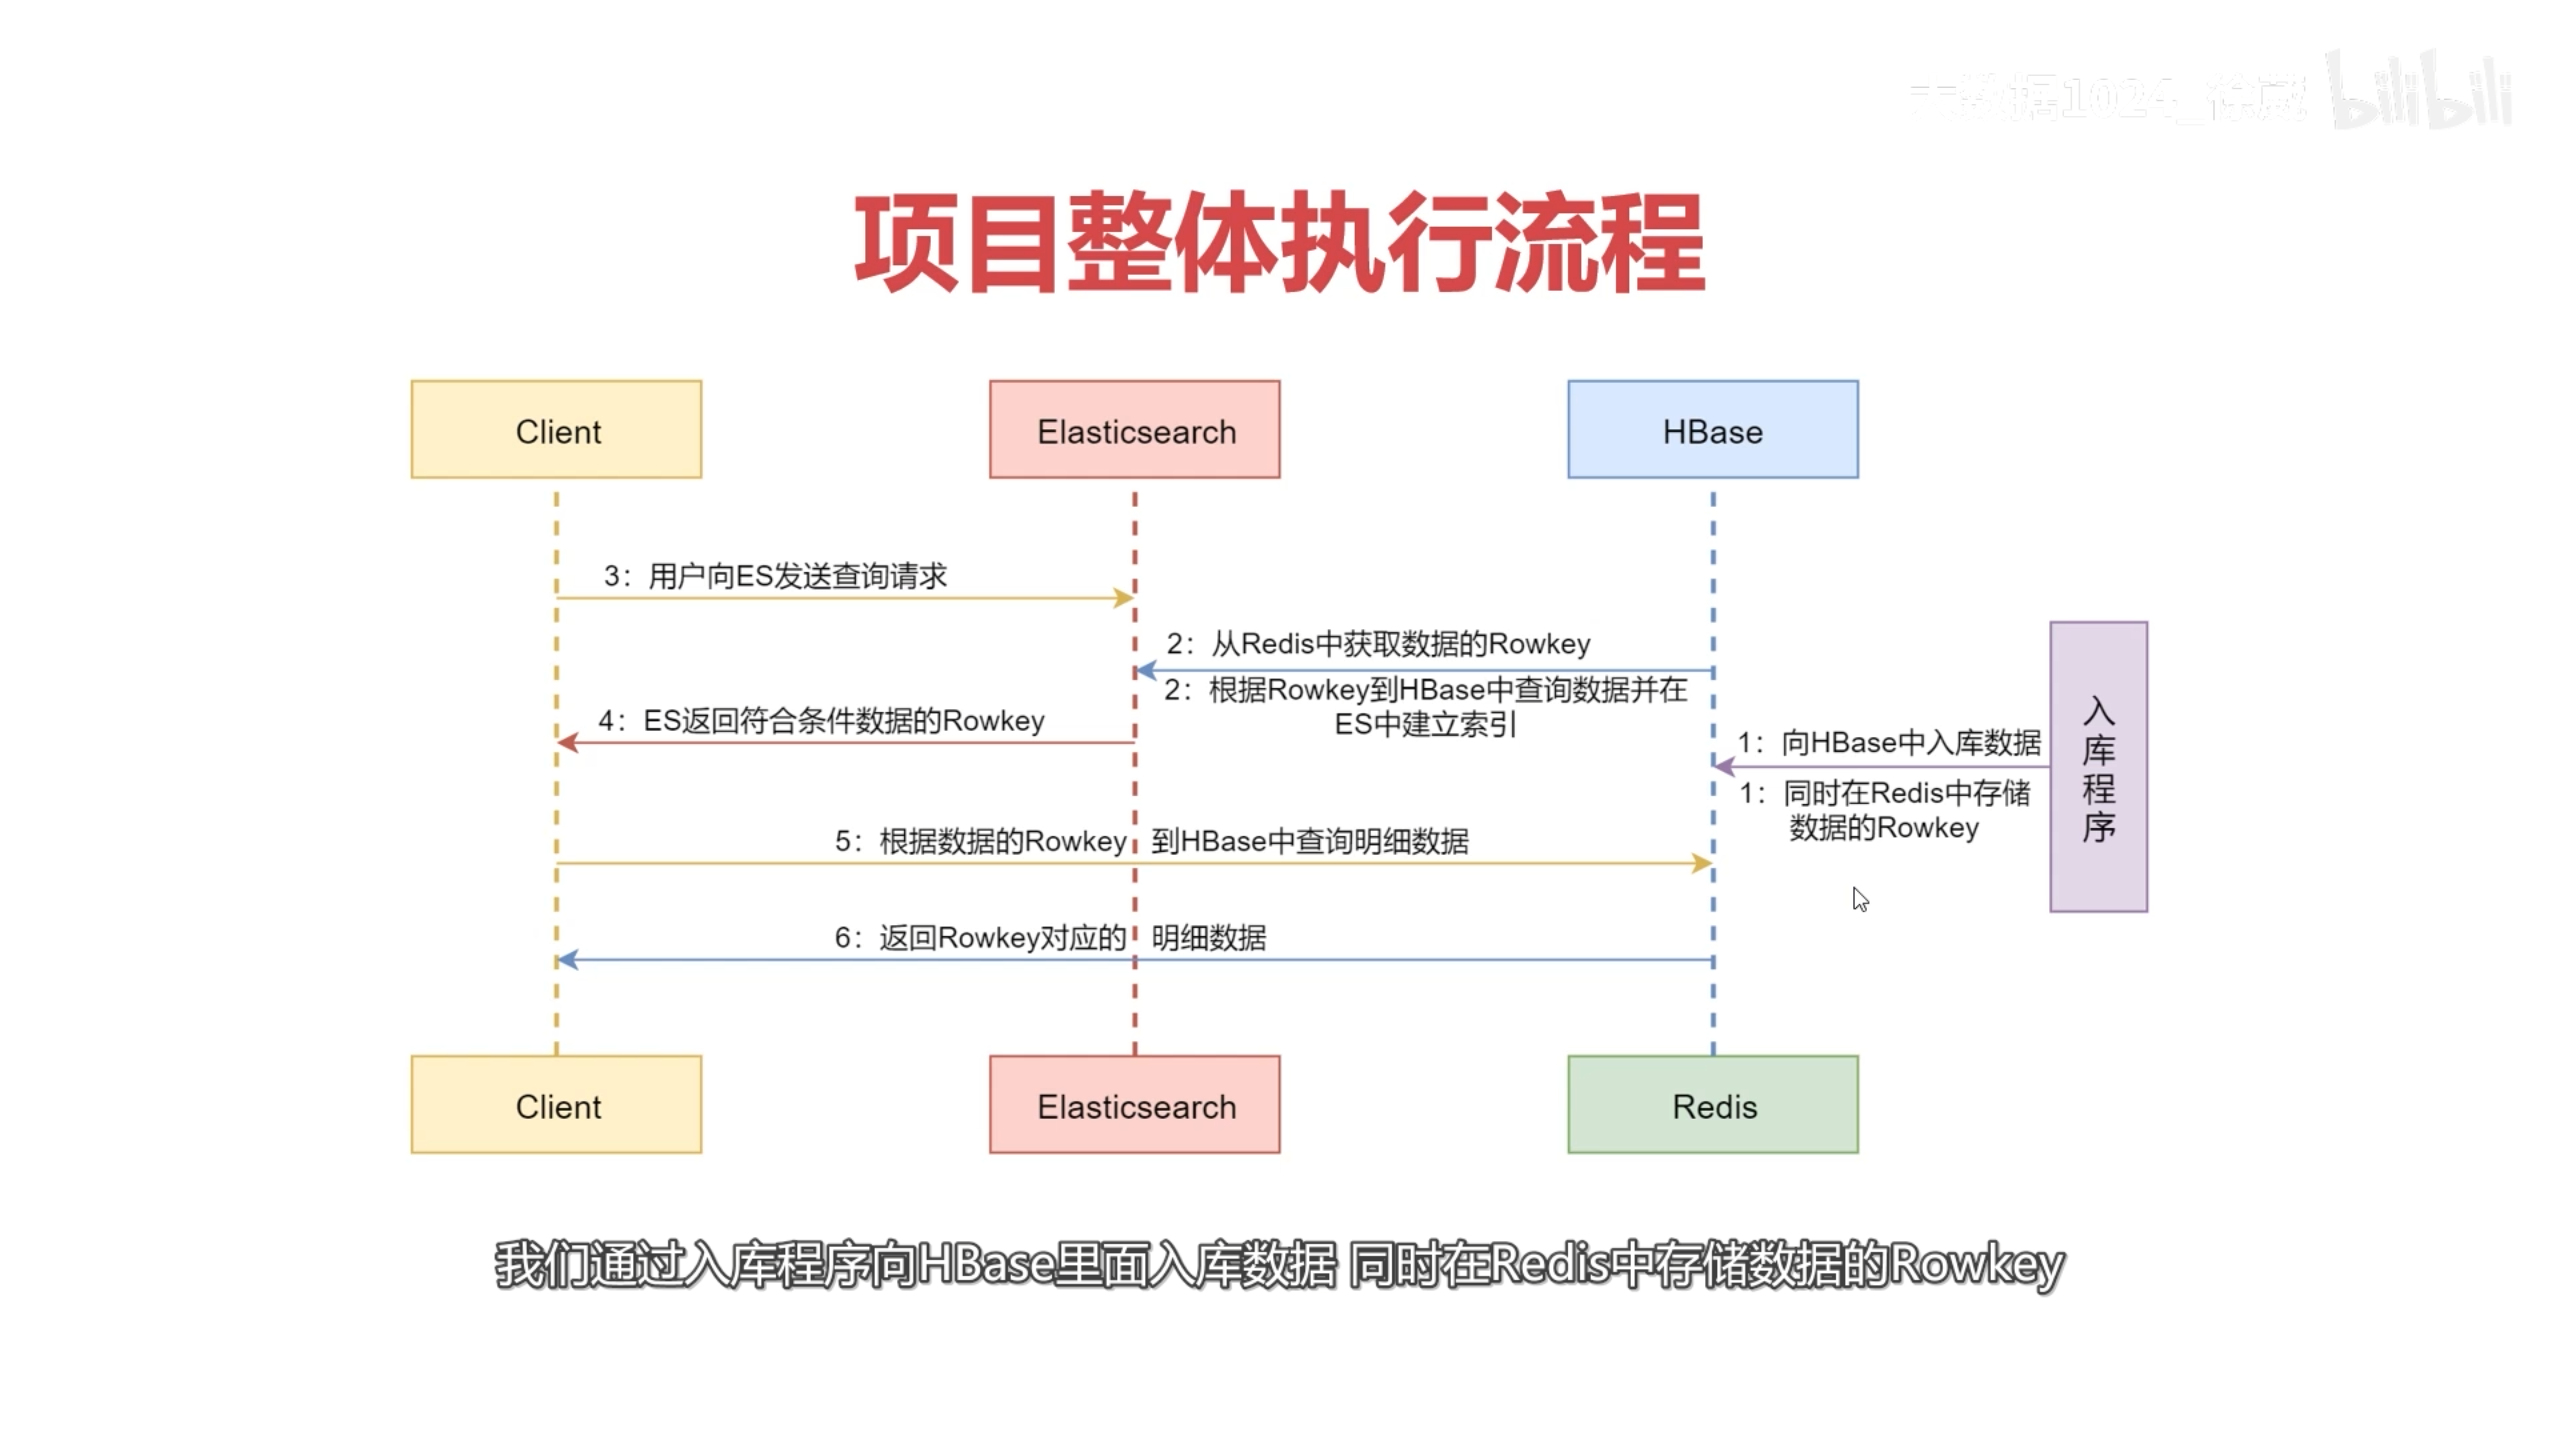 大数据1024_徐葳 bilibili
项目整体执行流程
Client
Elasticsearch
HBase
3：用户向ES发送查询请求
2：从Redis中获取数据的Rowkey
2：根据Rowkey到HBase中查询数据并在
ES中建立索引
4：ES返回符合条件数据的Rowkey
1：向HBase中入库数据
1：同时在Redis中存储
数据的Rowkey
入库程序
5：根据数据的Rowkey 到HBase中查询明细数据
6：返回Rowkey对应的 明细数据
Client
Elasticsearch
Redis
我们通过入库程序向HBase里面入库数据 同时在Redis中存储数据的Rowkey